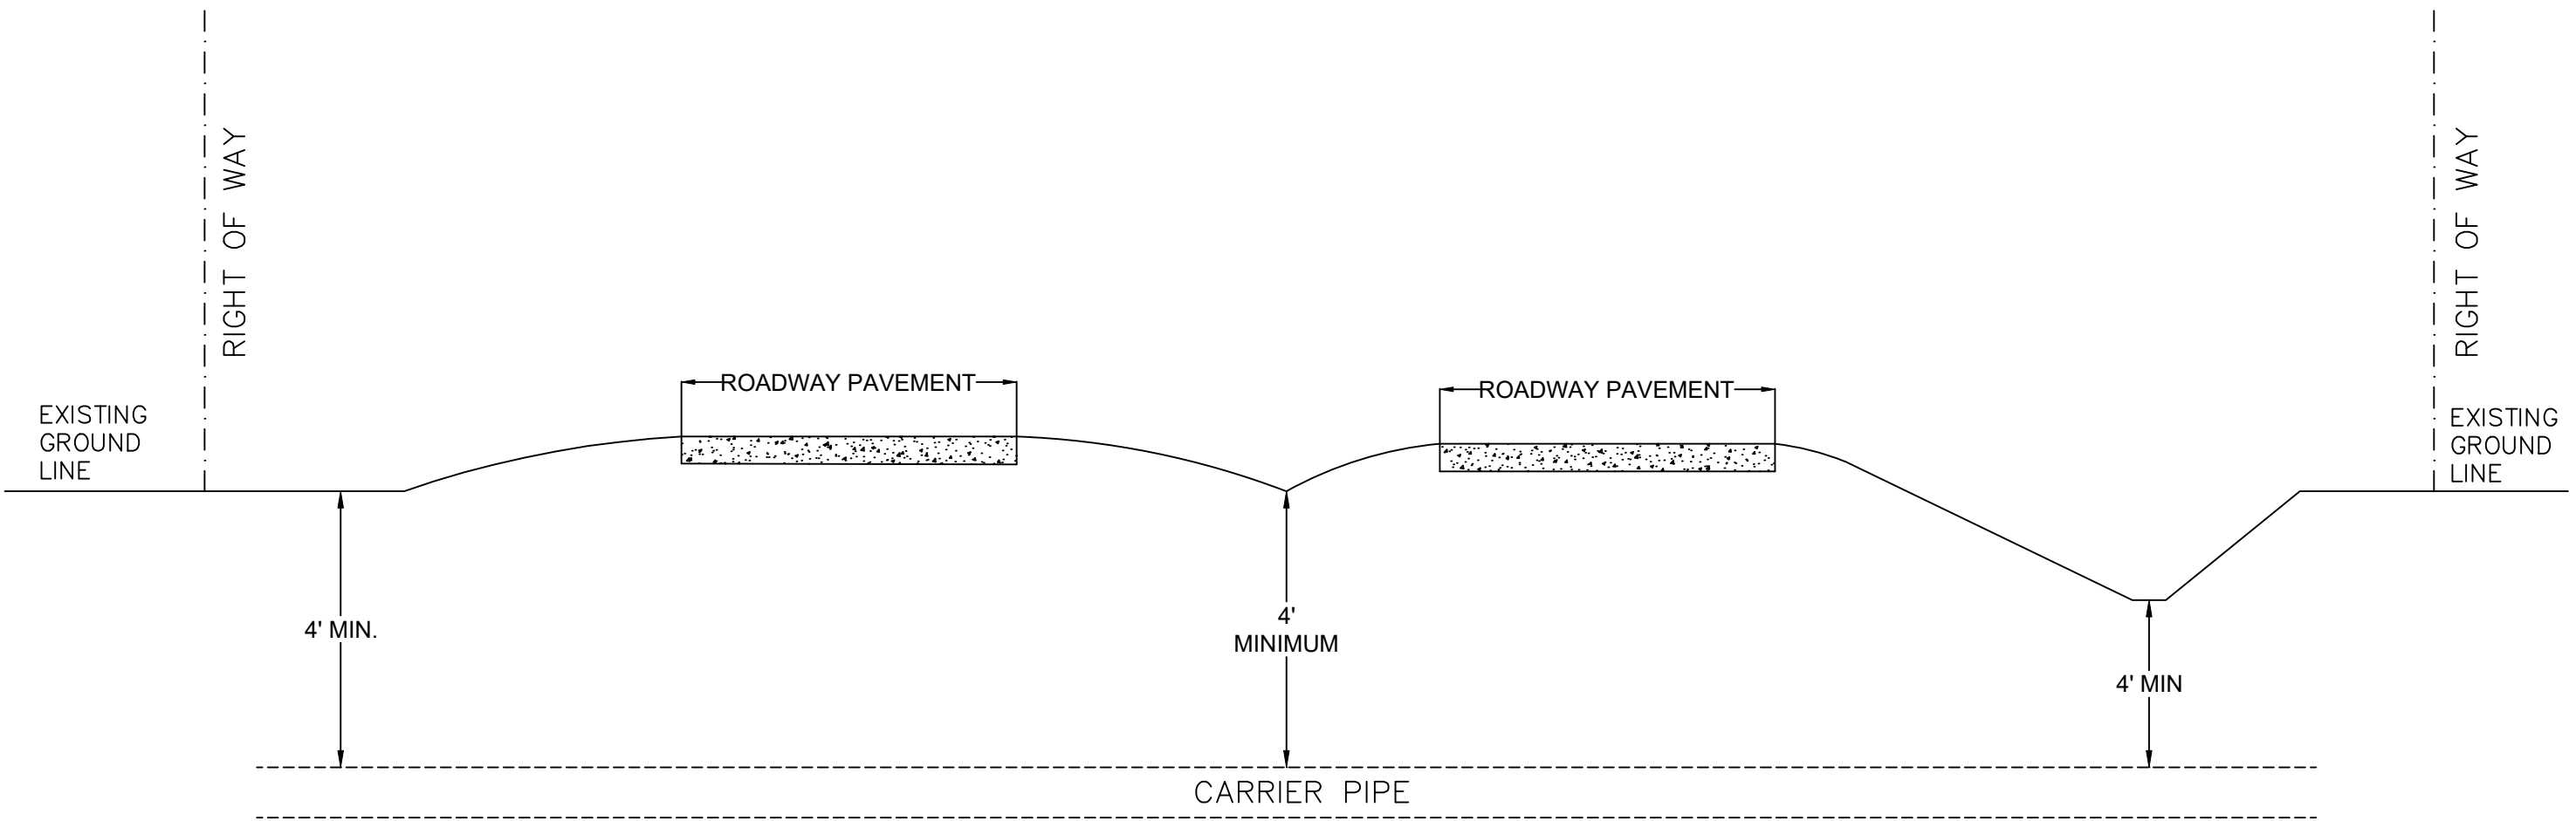 RIGHT OF WAY
RIGHT OF WAY
ROADWAY PAVEMENT
ROADWAY PAVEMENT
EXISTING
GROUND
LINE
EXISTING
GROUND
LINE
4' MIN.
4'
MINIMUM
4' MIN
CARRIER PIPE